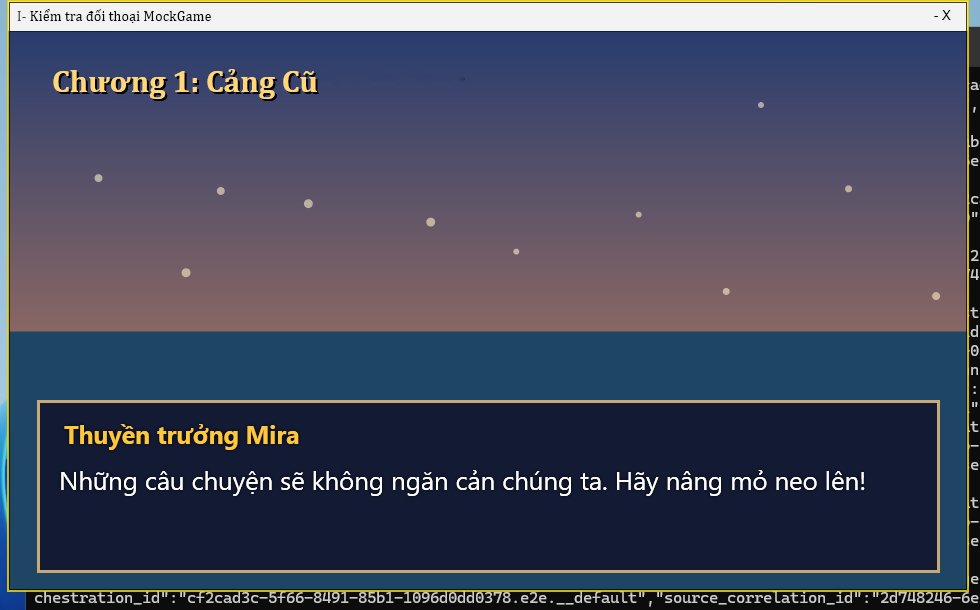 I- Kiểm tra đối thoại MockGame
- X
Chương 1: Cảng Cũ
Thuyền trưởng Mira
Những câu chuyện sẽ không ngăn cản chúng ta. Hãy nâng mỏ neo lên!
chestration_id":"cf2cad3c-5f66-8491-85b1-1096d0dd0378.e2e.__default","source_correlation_id":"2d748246-6e